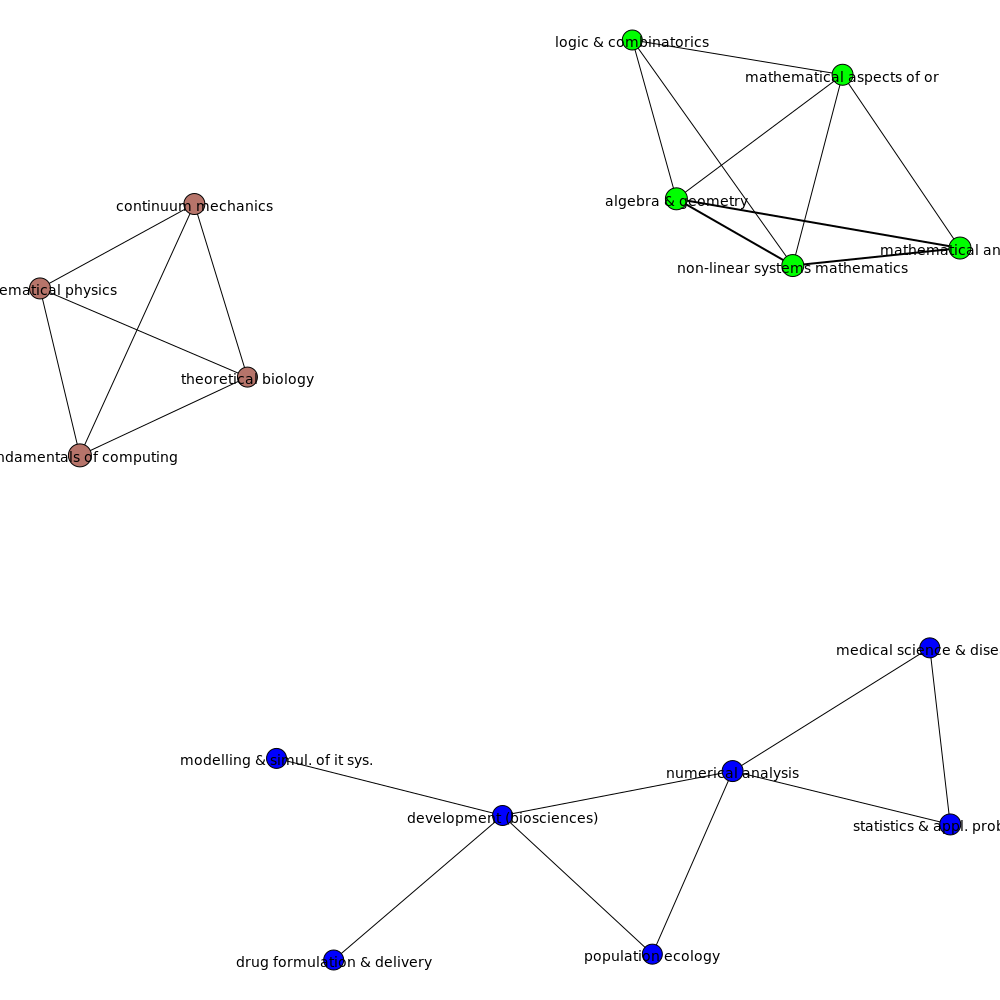 logic & combinatorics
mathematical aspects of or
algebra & geometry
mathematical an
non-linear systems mathematics
continuum mechanics
ematical physics
theoretical biology
ndamentals of computing
medical science & dise
modelling & simul. of it sys.
numerical analysis
development (biosciences)
statistics & appl. prob
drug formulation & delivery
population ecology